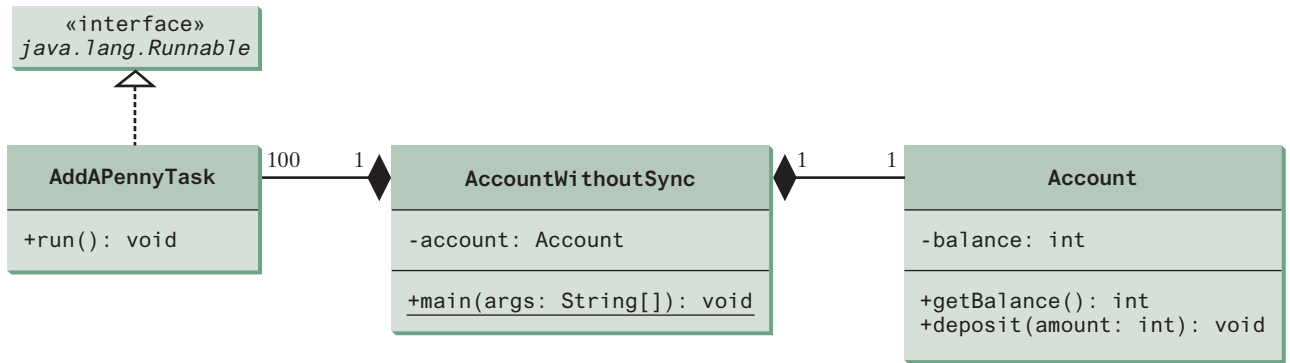 «interface»
java.lang.Runnable
AddAPennyTask
+run(): void
100
1
AccountWithoutSync
-account: Account
+main(args: String[]): void
1
1
Account
-balance: int
+getBalance(): int
+deposit(amount: int): void